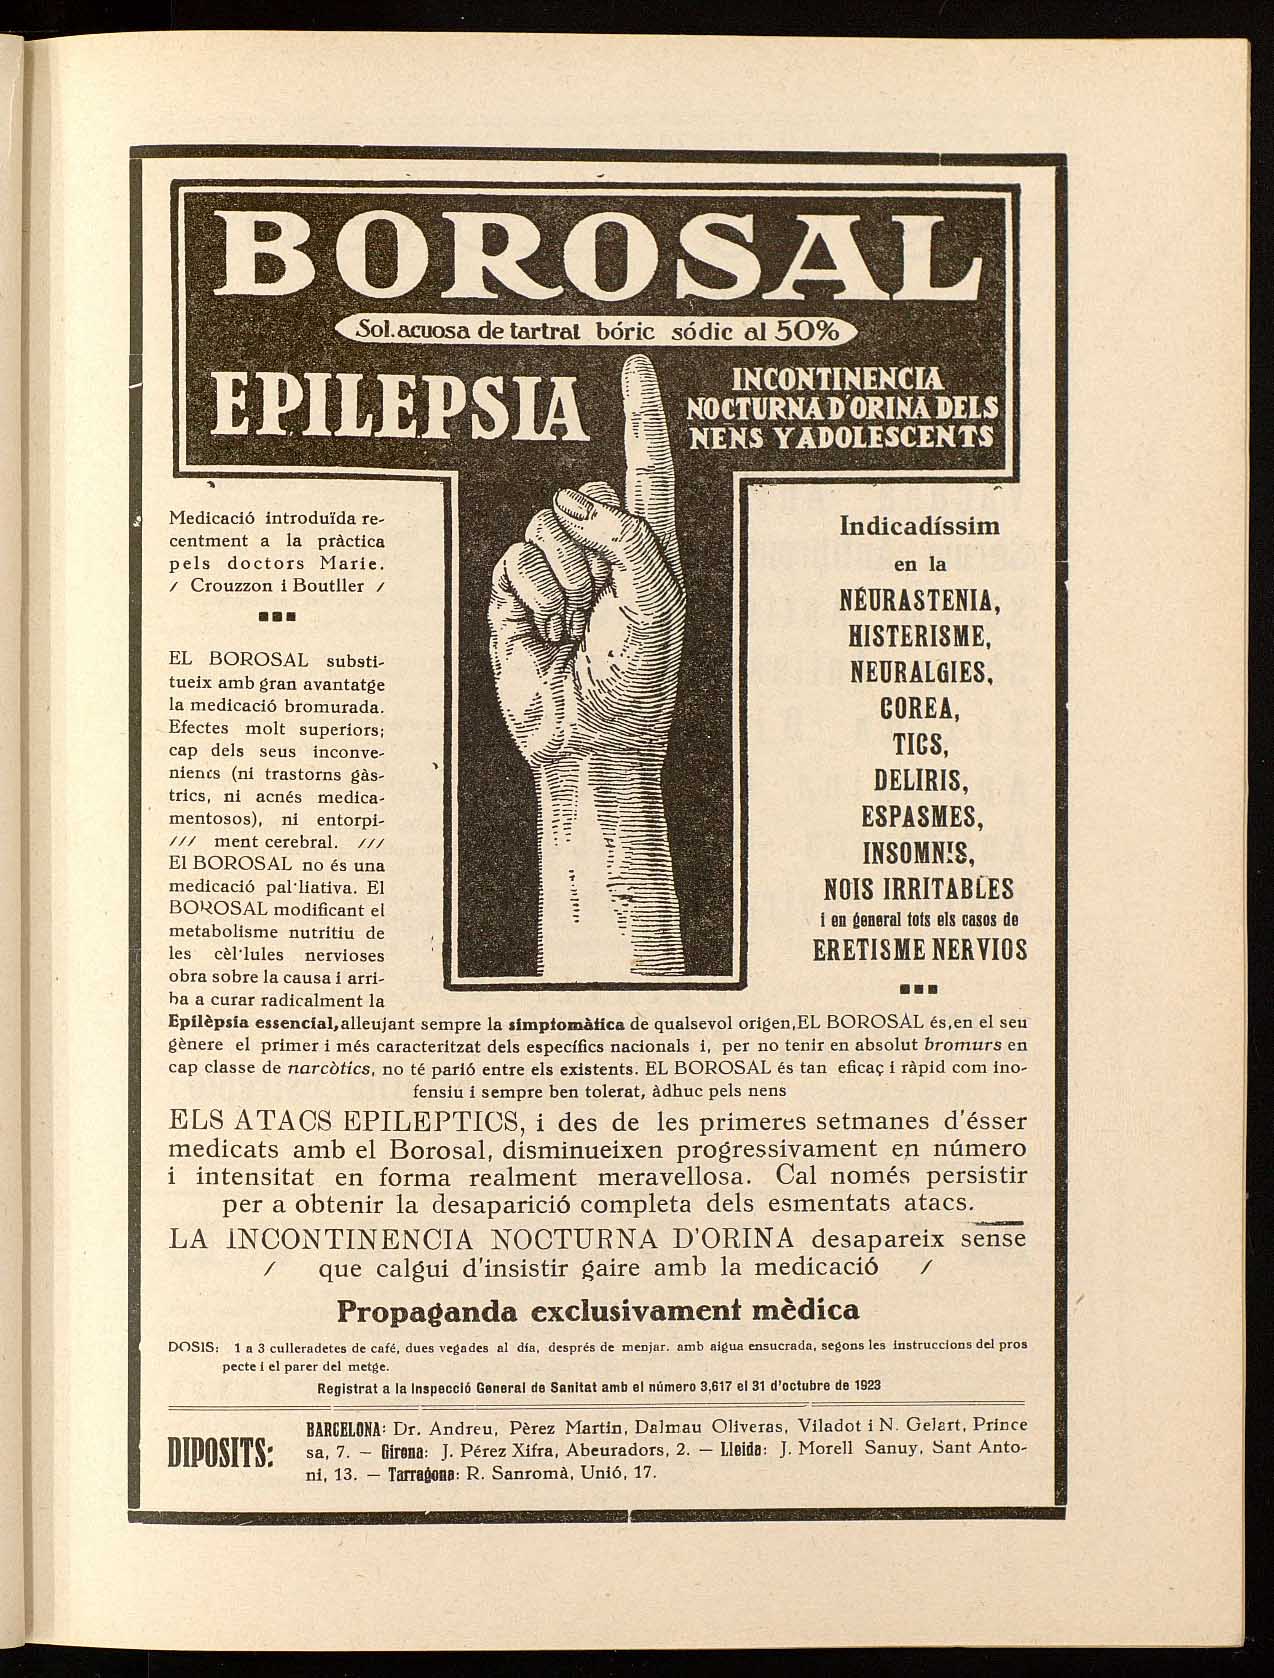 BOROSAL
Sol. acuosa de tartrat bóric sódic al 50%
EPILEPSIA
INCONTINENCIA
NOCTURNA D'ORINA DELS
NENS Y ADOLESCENTS
Medicació introduïda re-
centment a la pràctica
pels doctors Marie.
/ Crouzzon i Boutller /
EL BOROSAL substi-
tueix amb gran avantatge
la medicació bromurada.
Efectes molt superiors;
cap dels seus inconve-
nients (ni trastorns gàs-
trics, ni acnés medica-
mentosos), ni entorpi-
/// ment cerebral. ///
El BOROSAL no és una
medicació pal·liativa. El
BOROSAL modificant el
metabolisme nutritiu de
les cèl·lules nervioses
obra sobre la causa i arri-
ba a curar radicalment la
Indicadíssim
en la
NÉURASTENIA,
HISTERISME,
NEURALGIES,
COREA,
TICS,
DELIRIS,
ESPASMES,
INSOMNIS,
NOIS IRRITABLES
i en general tots els casos de
ERETISME NERVIOS
Epilèpsia essencial, alleujant sempre la simptomàtica de qualsevol origen, EL BOROSAL és, en el seu
gènere el primer i més caracteritzat dels específics nacionals i, per no tenir en absolut bromurs en
cap classe de narcòtics, no té parió entre els existents. EL BOROSAL és tan eficaç i ràpid com ino-
fensiu i sempre ben tolerat, àdhuc pels nens
ELS ATACS EPILEPTICS, i des de les primeres setmanes d'ésser
medicats amb el Borosal, disminueixen progressivament en número
i intensitat en forma realment meravellosa. Cal només persistir
per a obtenir la desaparició completa dels esmentats atacs.
LA INCONTINENCIA NOCTURNA D'ORINA desapareix sense
/ que calgui d'insistir gaire amb la medicació /
Propaganda exclusivament mèdica
DOSIS: 1 a 3 culleradetes de café, dues vegades al día, després de menjar. amb aigua ensucrada, segons les instruccions del pros
pecte i el parer del metge.
Registrat a la Inspecció General de Sanitat amb el número 3,617 el 31 d'octubre de 1923
DIPOSITS:
BARCELONA: Dr. Andreu, Pèrez Martin, Dalmau Oliveras, Viladot i N. Gelart, Prince
sa, 7. — Girona: J. Pérez Xifra, Abeuradors, 2. — Lleida: J. Morell Sanuy, Sant Anto-
ni, 13. — Tarragona: R. Sanromà, Unió, 17.